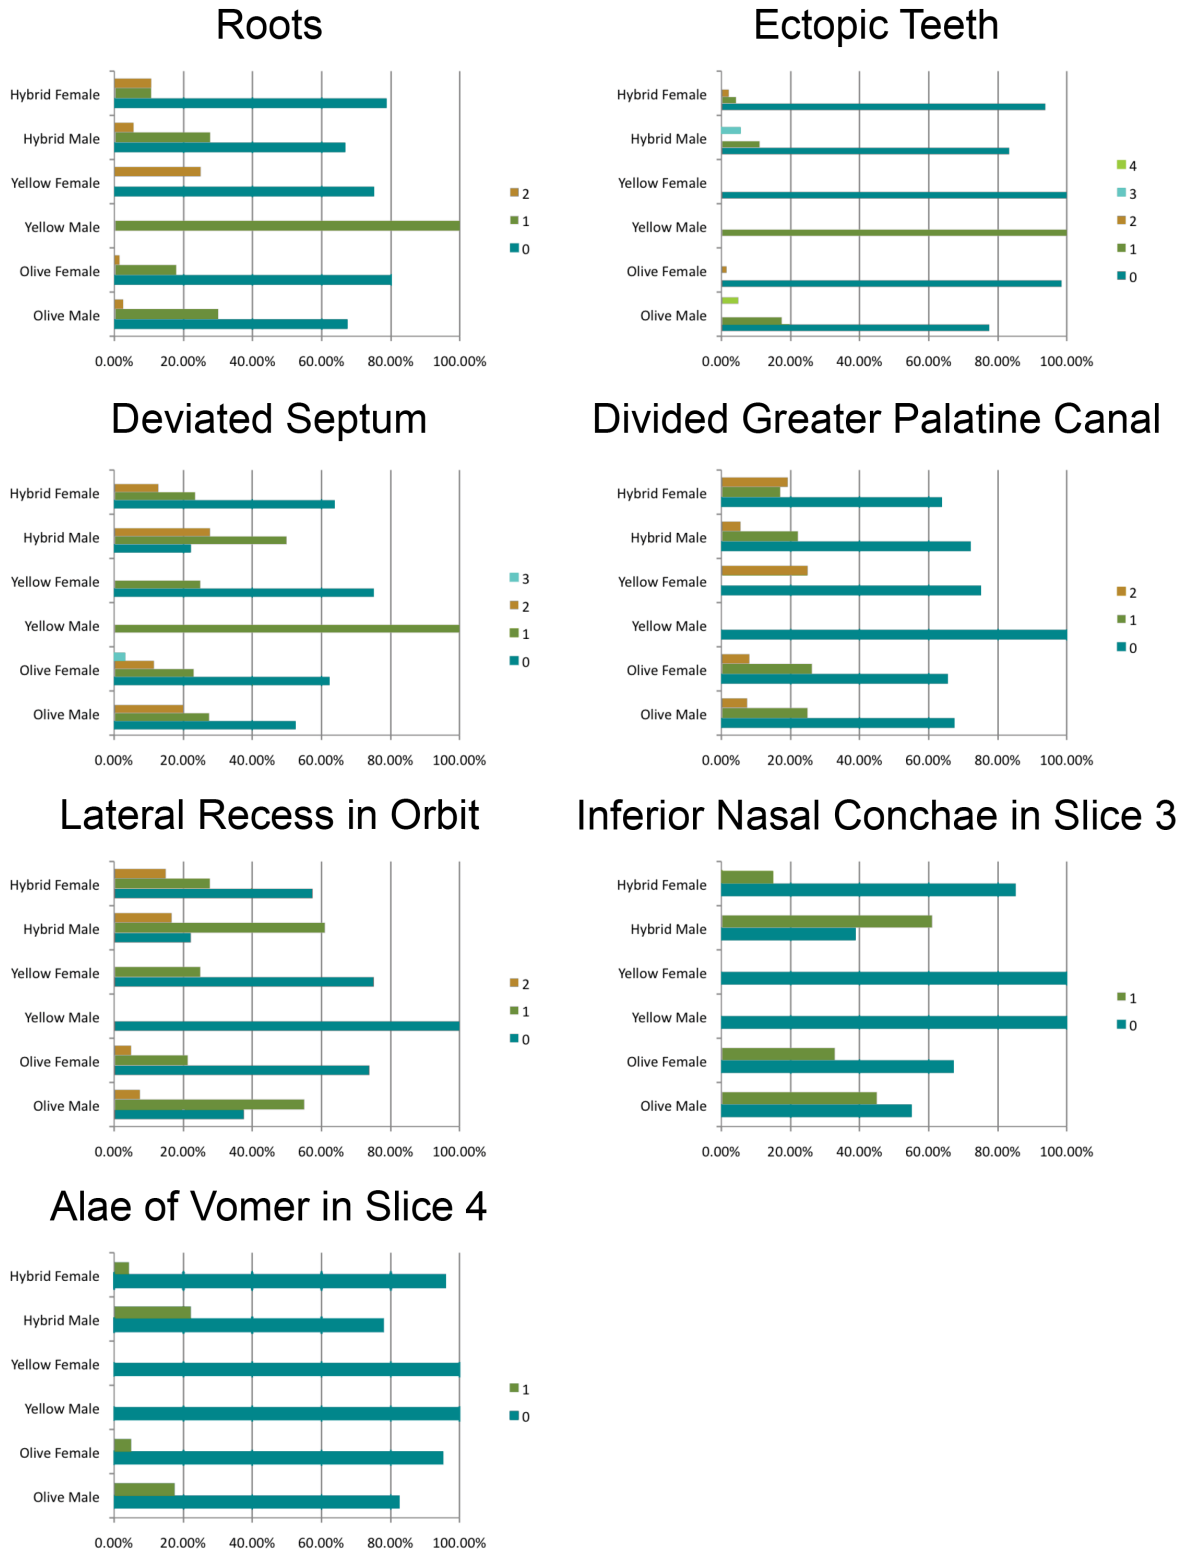 Roots
Hybrid Female
Hybrid Male
Yellow Female
Yellow Male
Olive Female
Olive Male
2
1
0
0.00% 20.00% 40.00% 60.00% 80.00% 100.00%
Ectopic Teeth
Hybrid Female
Hybrid Male
Yellow Female
Yellow Male
Olive Female
Olive Male
4
3
2
1
0
0.00% 20.00% 40.00% 60.00% 80.00% 100.00%
Deviated Septum
Hybrid Female
Hybrid Male
Yellow Female
Yellow Male
Olive Female
Olive Male
3
2
1
0
0.00% 20.00% 40.00% 60.00% 80.00% 100.00%
Divided Greater Palatine Canal
Hybrid Female
Hybrid Male
Yellow Female
Yellow Male
Olive Female
Olive Male
2
1
0
0.00% 20.00% 40.00% 60.00% 80.00% 100.00%
Lateral Recess in Orbit
Hybrid Female
Hybrid Male
Yellow Female
Yellow Male
Olive Female
Olive Male
2
1
0
0.00% 20.00% 40.00% 60.00% 80.00% 100.00%
Inferior Nasal Conchae in Slice 3
Hybrid Female
Hybrid Male
Yellow Female
Yellow Male
Olive Female
Olive Male
1
0
0.00% 20.00% 40.00% 60.00% 80.00% 100.00%
Alae of Vomer in Slice 4
Hybrid Female
Hybrid Male
Yellow Female
Yellow Male
Olive Female
Olive Male
1
0
0.00% 20.00% 40.00% 60.00% 80.00% 100.00%